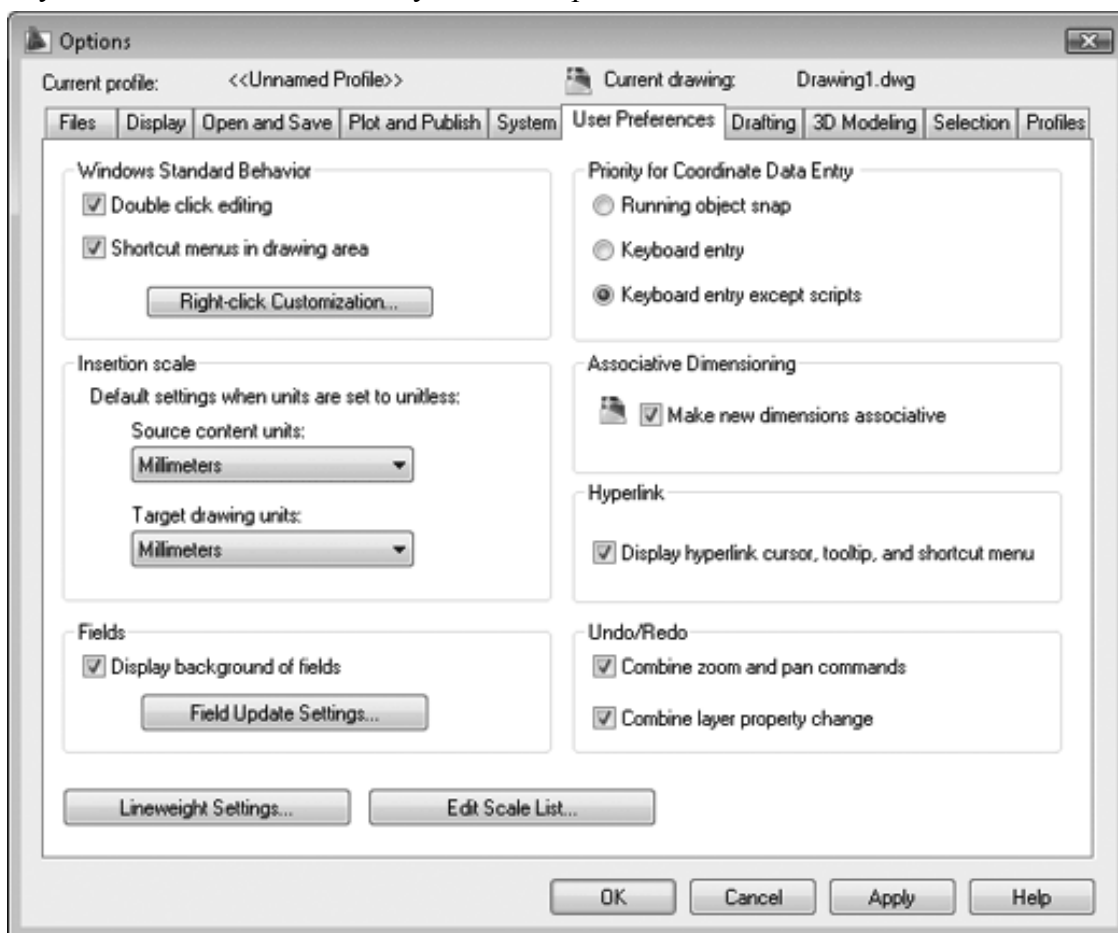 Options
Current profile: <<Unnamed Profile>> Current drawing: Drawing1.dwg
Files Display Open and Save Plot and Publish System User Preferences Drafting 3D Modeling Selection Profiles
Windows Standard Behavior
Double click editing
Shortcut menus in drawing area
Right-click Customization...
Insertion scale
Default settings when units are set to unitless:
Source content units:
Millimeters
Target drawing units:
Millimeters
Fields
Display background of fields
Field Update Settings...
Priority for Coordinate Data Entry
Running object snap
Keyboard entry
Keyboard entry except scripts
Associative Dimensioning
Make new dimensions associative
Hyperlink
Display hyperlink cursor, tooltip, and shortcut menu
Undo/Redo
Combine zoom and pan commands
Combine layer property change
Lineweight Settings... Edit Scale List...
OK Cancel Apply Help